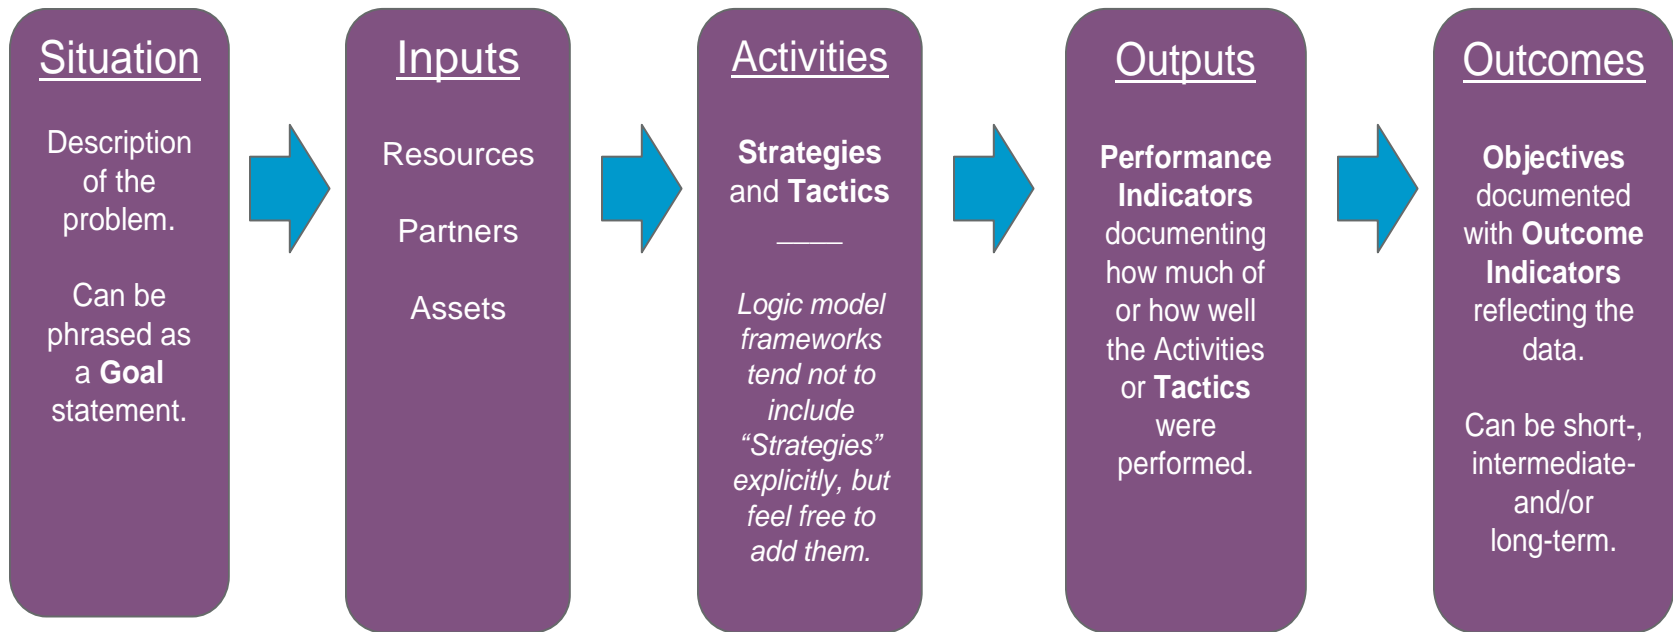 Situation
Description
of the
problem.
Can be
phrased as
a Goal
statement.
Inputs
Resources
Partners
Assets
Activities
Strategies
and Tactics
_____
Logic model
frameworks
tend not to
include
“Strategies”
explicitly, but
feel free to
add them.
Outputs
Performance
Indicators
documenting
how much of
or how well
the Activities
or Tactics
were
performed.
Outcomes
Objectives
documented
with Outcome
Indicators
reflecting the
data.
Can be short-,
intermediate-
and/or
long-term.